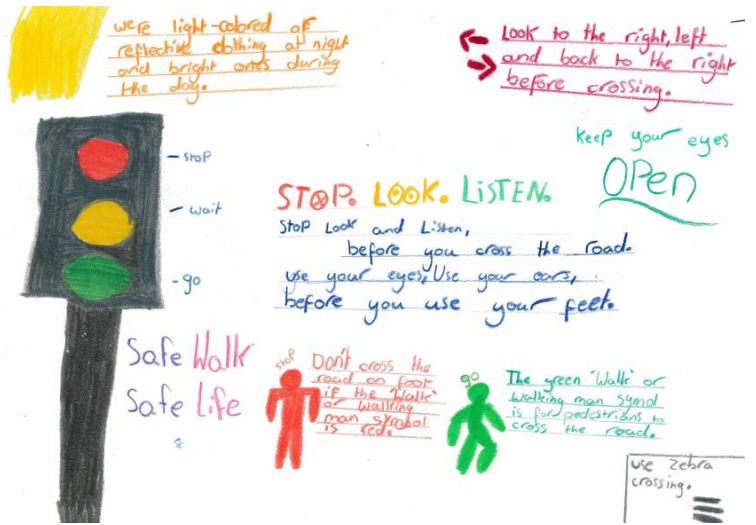 were light-colored of
reflective clothing at night
and bright ones during
the day.
Look to the right, left
and back to the right
before crossing.
keep your eyes
OPen
- stop
- wait
- go
STOP. LOOK. LiSTEN.
Stop Look and Listen,
before you cross the road.
use your eyes, Use your ears,
before you use your feet.
Safe Walk
Safe Life
stop
Don't cross the
road on foot
if the 'Walk'
or walking
man symbol
is red.
go
The green 'Walk' or
walking man symol
is for pedestrians to
cross the road.
use zebra
crossing.